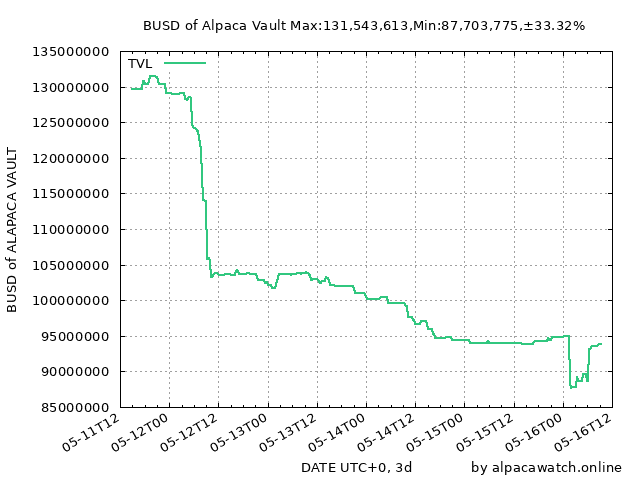 BUSD of Alpaca Vault Max:131,543,613,Min:87,703,775,±33.32%
TVL
135000000
130000000
125000000
120000000
115000000
110000000
105000000
100000000
95000000
90000000
85000000
BUSD of ALAPACA VAULT
05-11T12
05-12T00
05-12T12
05-13T00
05-13T12
05-14T00
05-14T12
05-15T00
05-15T12
05-16T00
05-16T12
DATE UTC+0, 3d
by alpacawatch.online